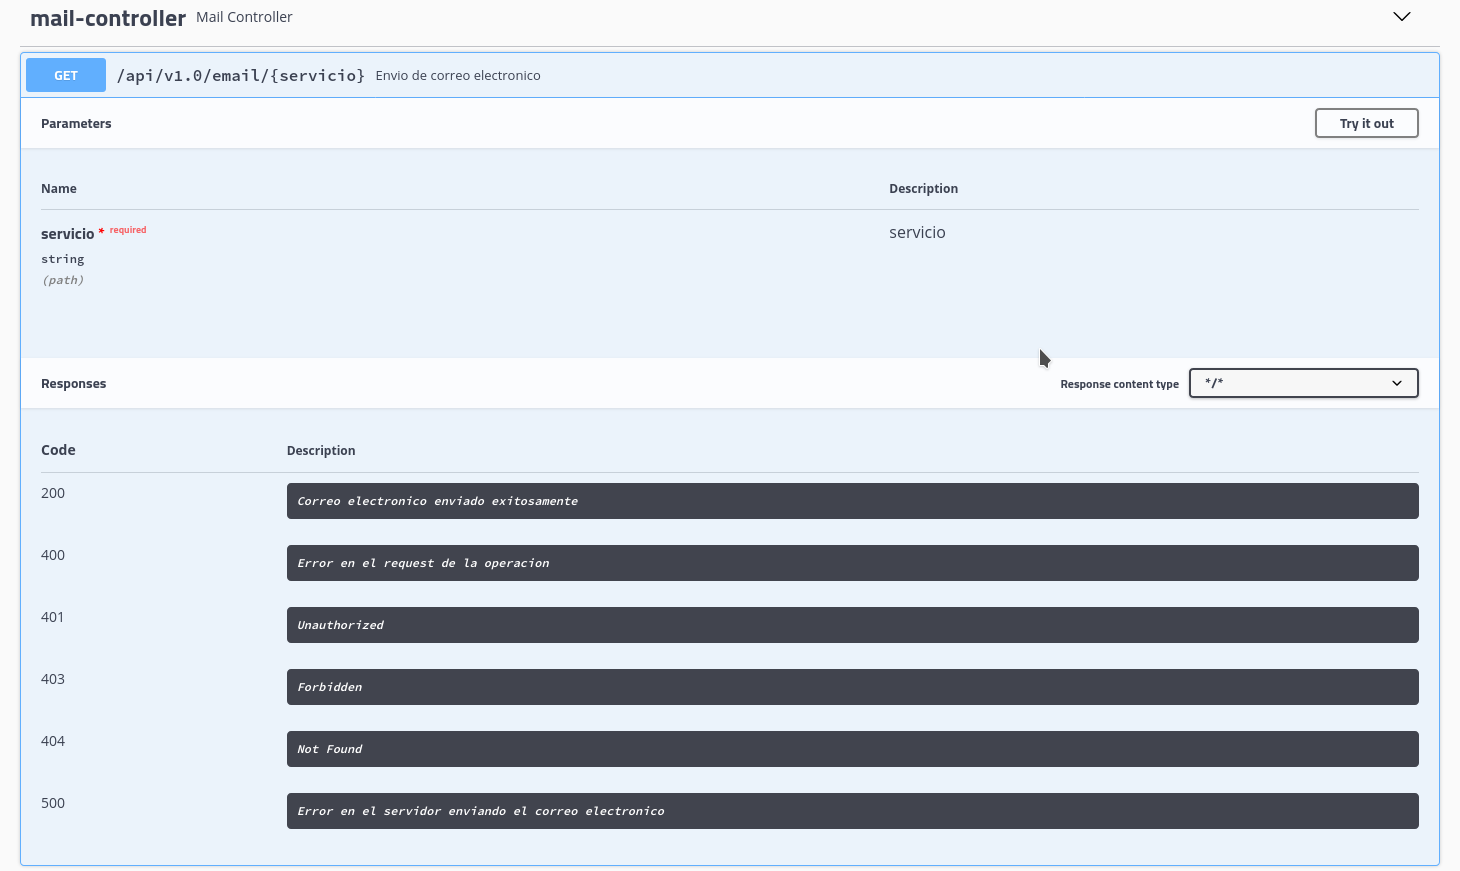 mail-controller Mail Controller
GET /api/v1.0/email/{servicio} Envio de correo electronico
Parameters Try it out
Name Description
servicio * required servicio
string
(path)
Responses Response content type */*
Code Description
200 Correo electronico enviado exitosamente
400 Error en el request de la operacion
401 Unauthorized
403 Forbidden
404 Not Found
500 Error en el servidor enviando el correo electronico